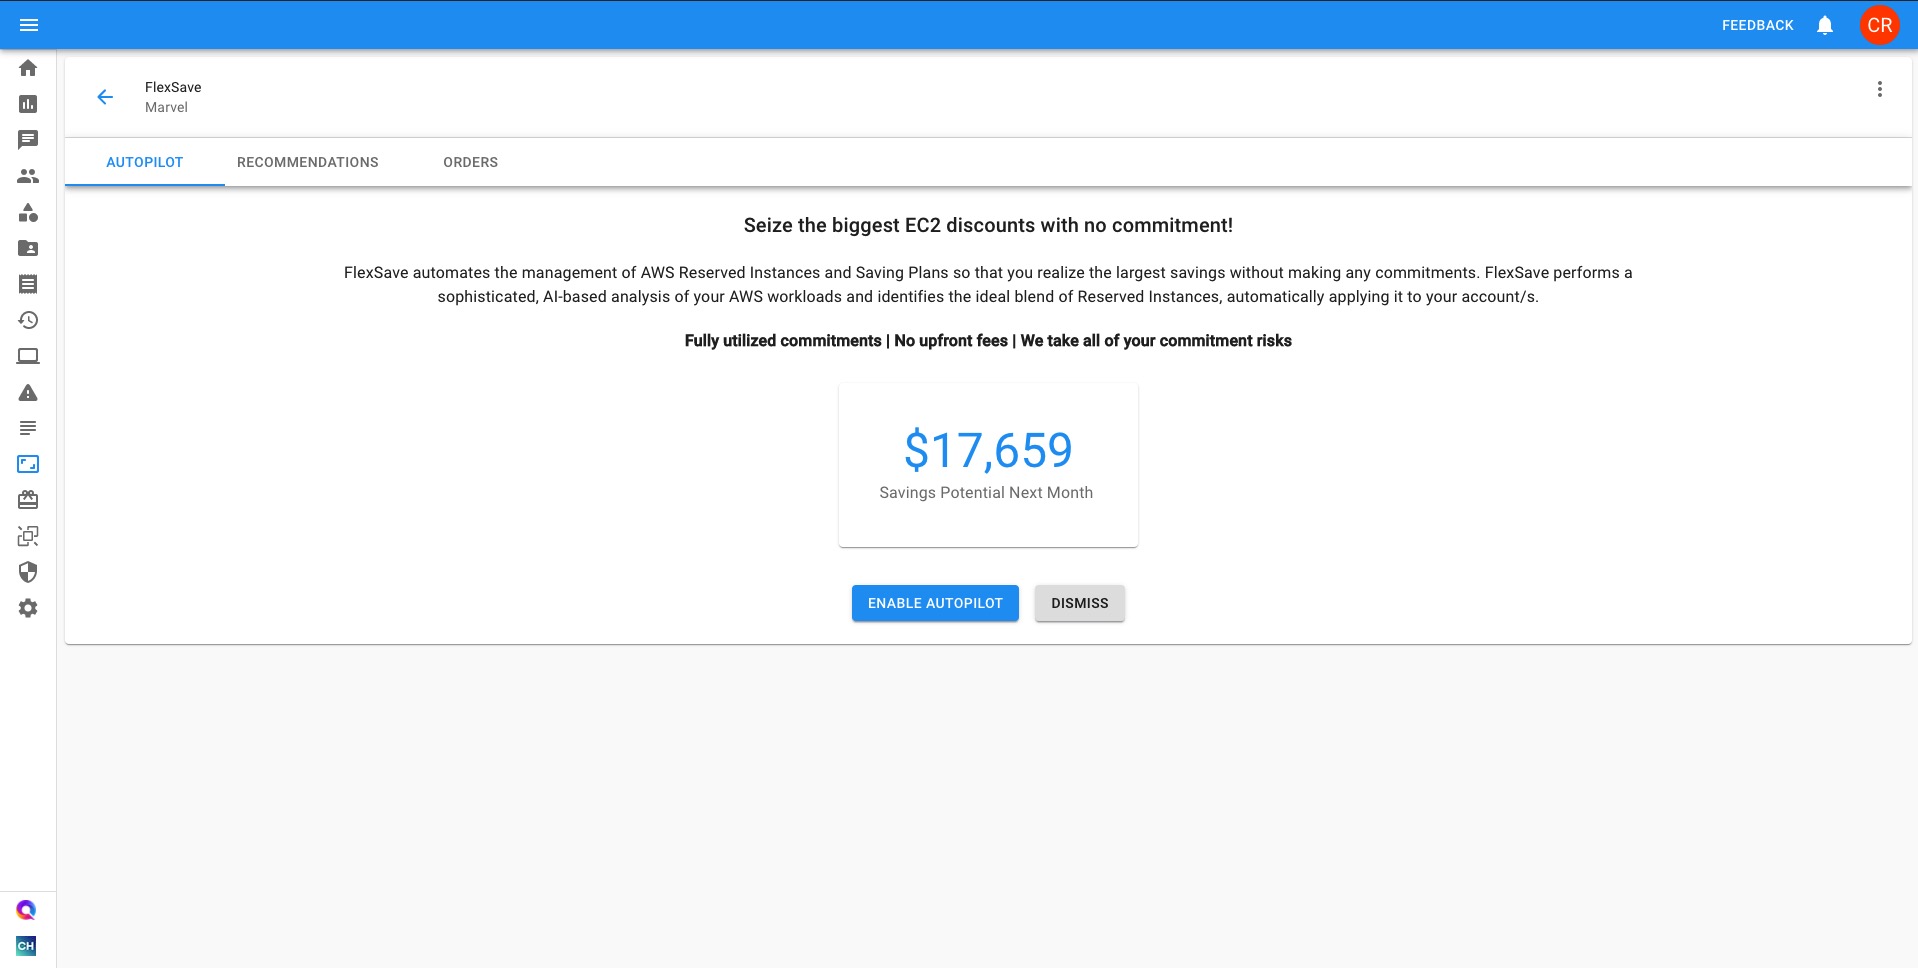 FEEDBACK
CR
FlexSave
Marvel
AUTOPILOT
RECOMMENDATIONS
ORDERS
Seize the biggest EC2 discounts with no commitment!
FlexSave automates the management of AWS Reserved Instances and Saving Plans so that you realize the largest savings without making any commitments. FlexSave performs a
sophisticated, AI-based analysis of your AWS workloads and identifies the ideal blend of Reserved Instances, automatically applying it to your account/s.
Fully utilized commitments | No upfront fees | We take all of your commitment risks
$17,659
Savings Potential Next Month
ENABLE AUTOPILOT
DISMISS
CH